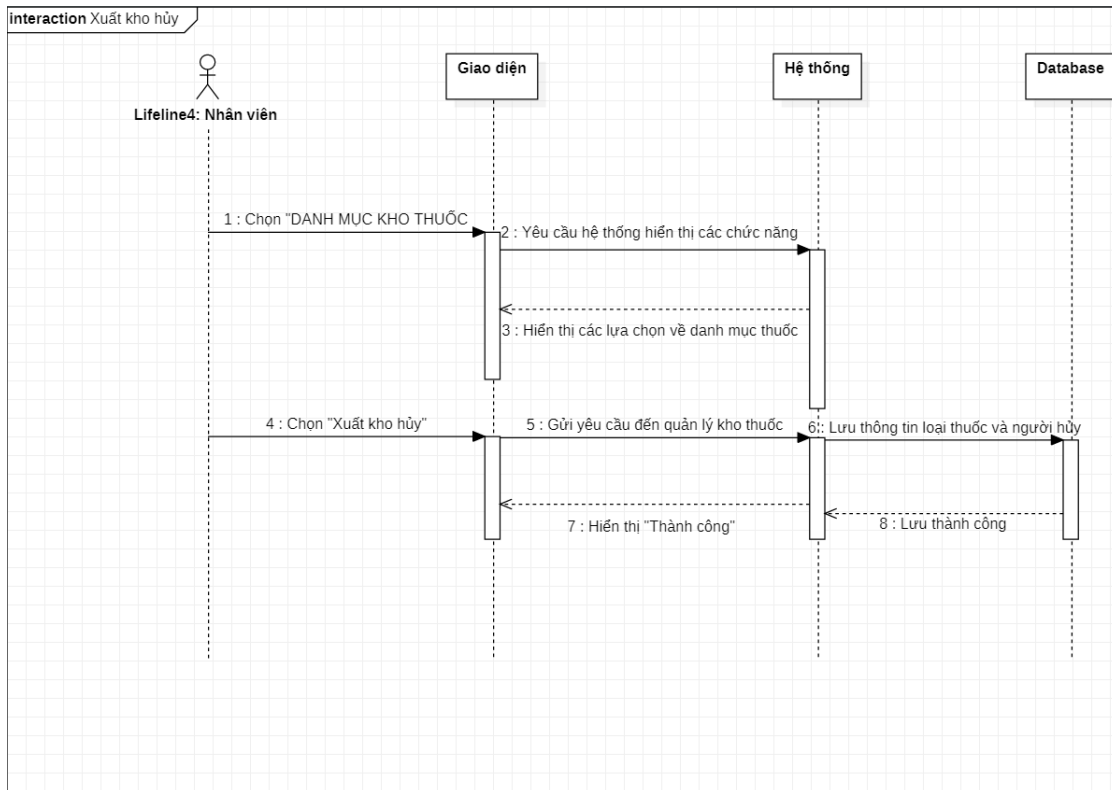 interaction Xuất kho hủy
Giao diện
Hệ thống
Database
Lifeline4: Nhân viên
1 : Chọn "DANH MỤC KHO THUỐC
2 : Yêu cầu hệ thống hiển thị các chức năng
3 : Hiển thị các lựa chọn về danh mục thuốc
4 : Chọn "Xuất kho hủy"
5 : Gửi yêu cầu đến quản lý kho thuốc
6 : Lưu thông tin loại thuốc và người hủy
7 : Hiển thị "Thành công"
8 : Lưu thành công